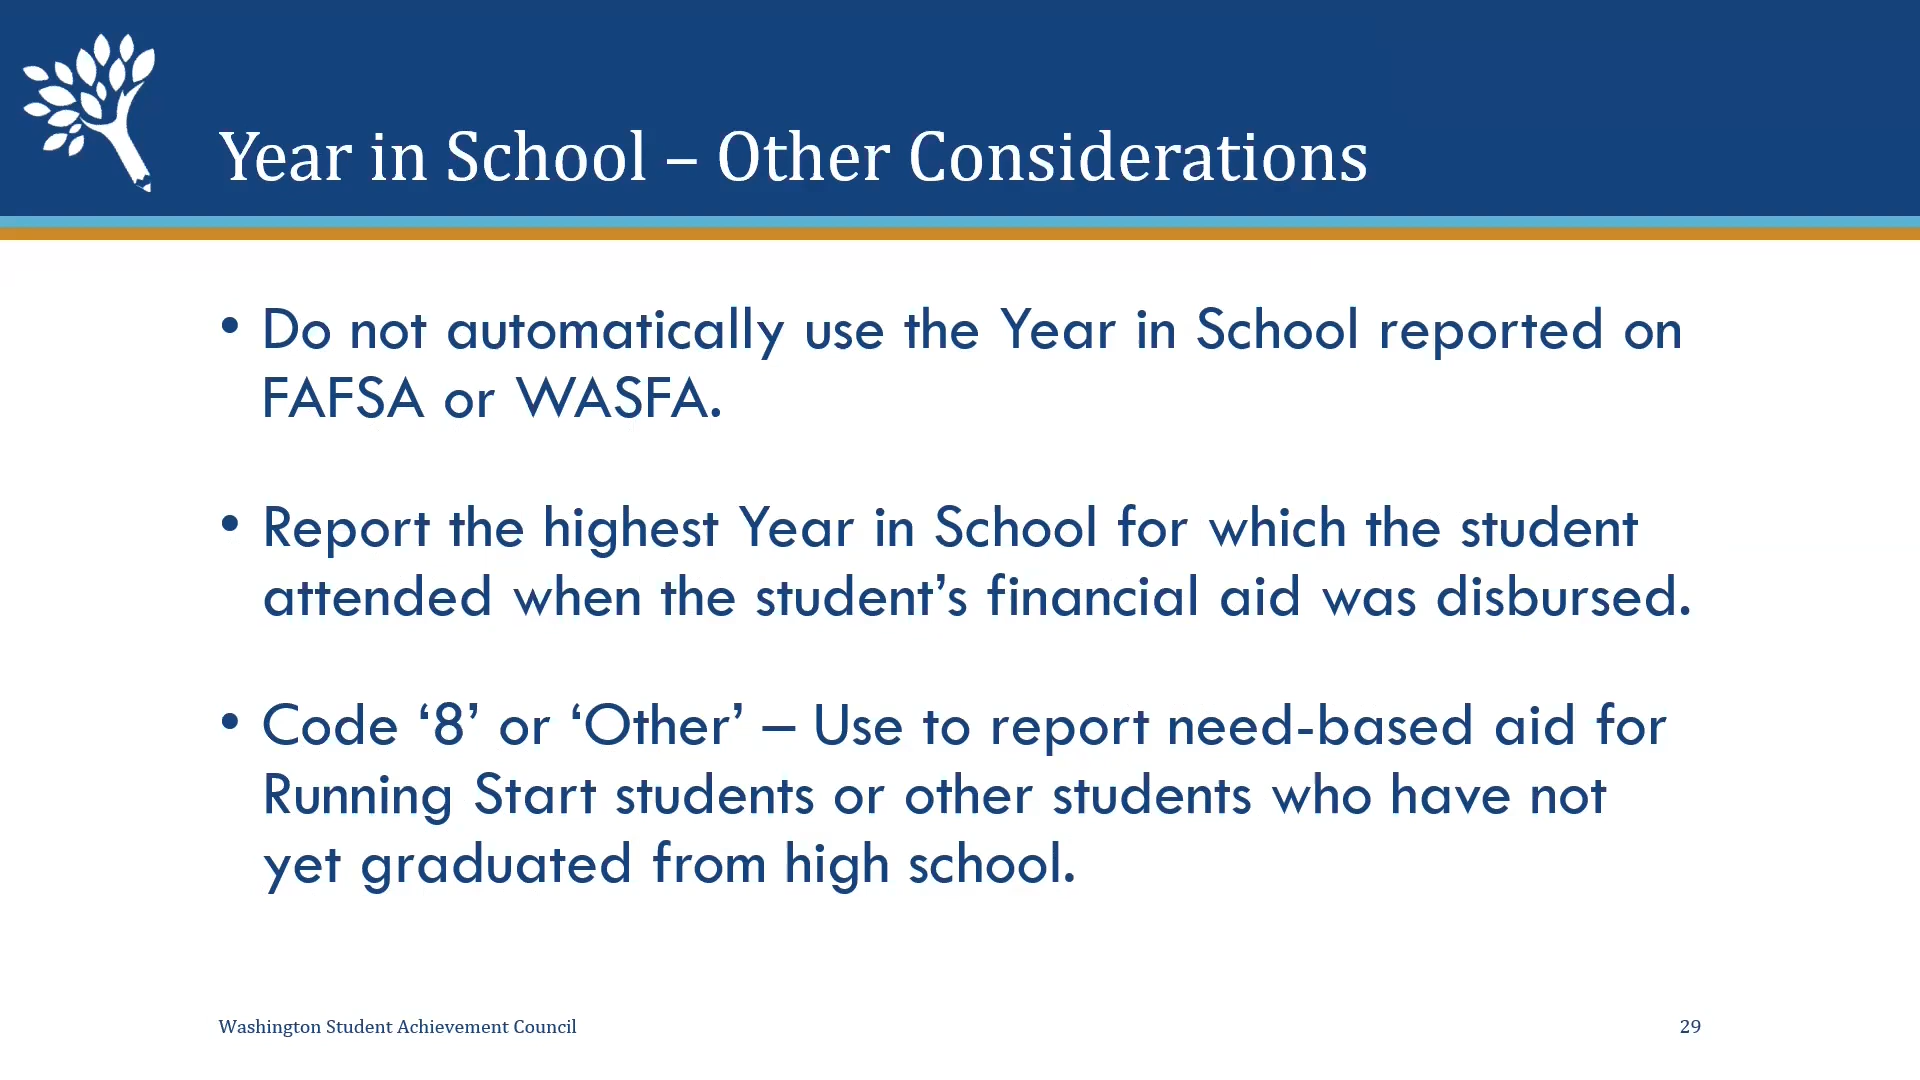 Year in School – Other Considerations
• Do not automatically use the Year in School reported on
FAFSA or WASFA.
• Report the highest Year in School for which the student
attended when the student’s financial aid was disbursed.
• Code ‘8’ or ‘Other’ – Use to report need-based aid for
Running Start students or other students who have not
yet graduated from high school.
Washington Student Achievement Council
29